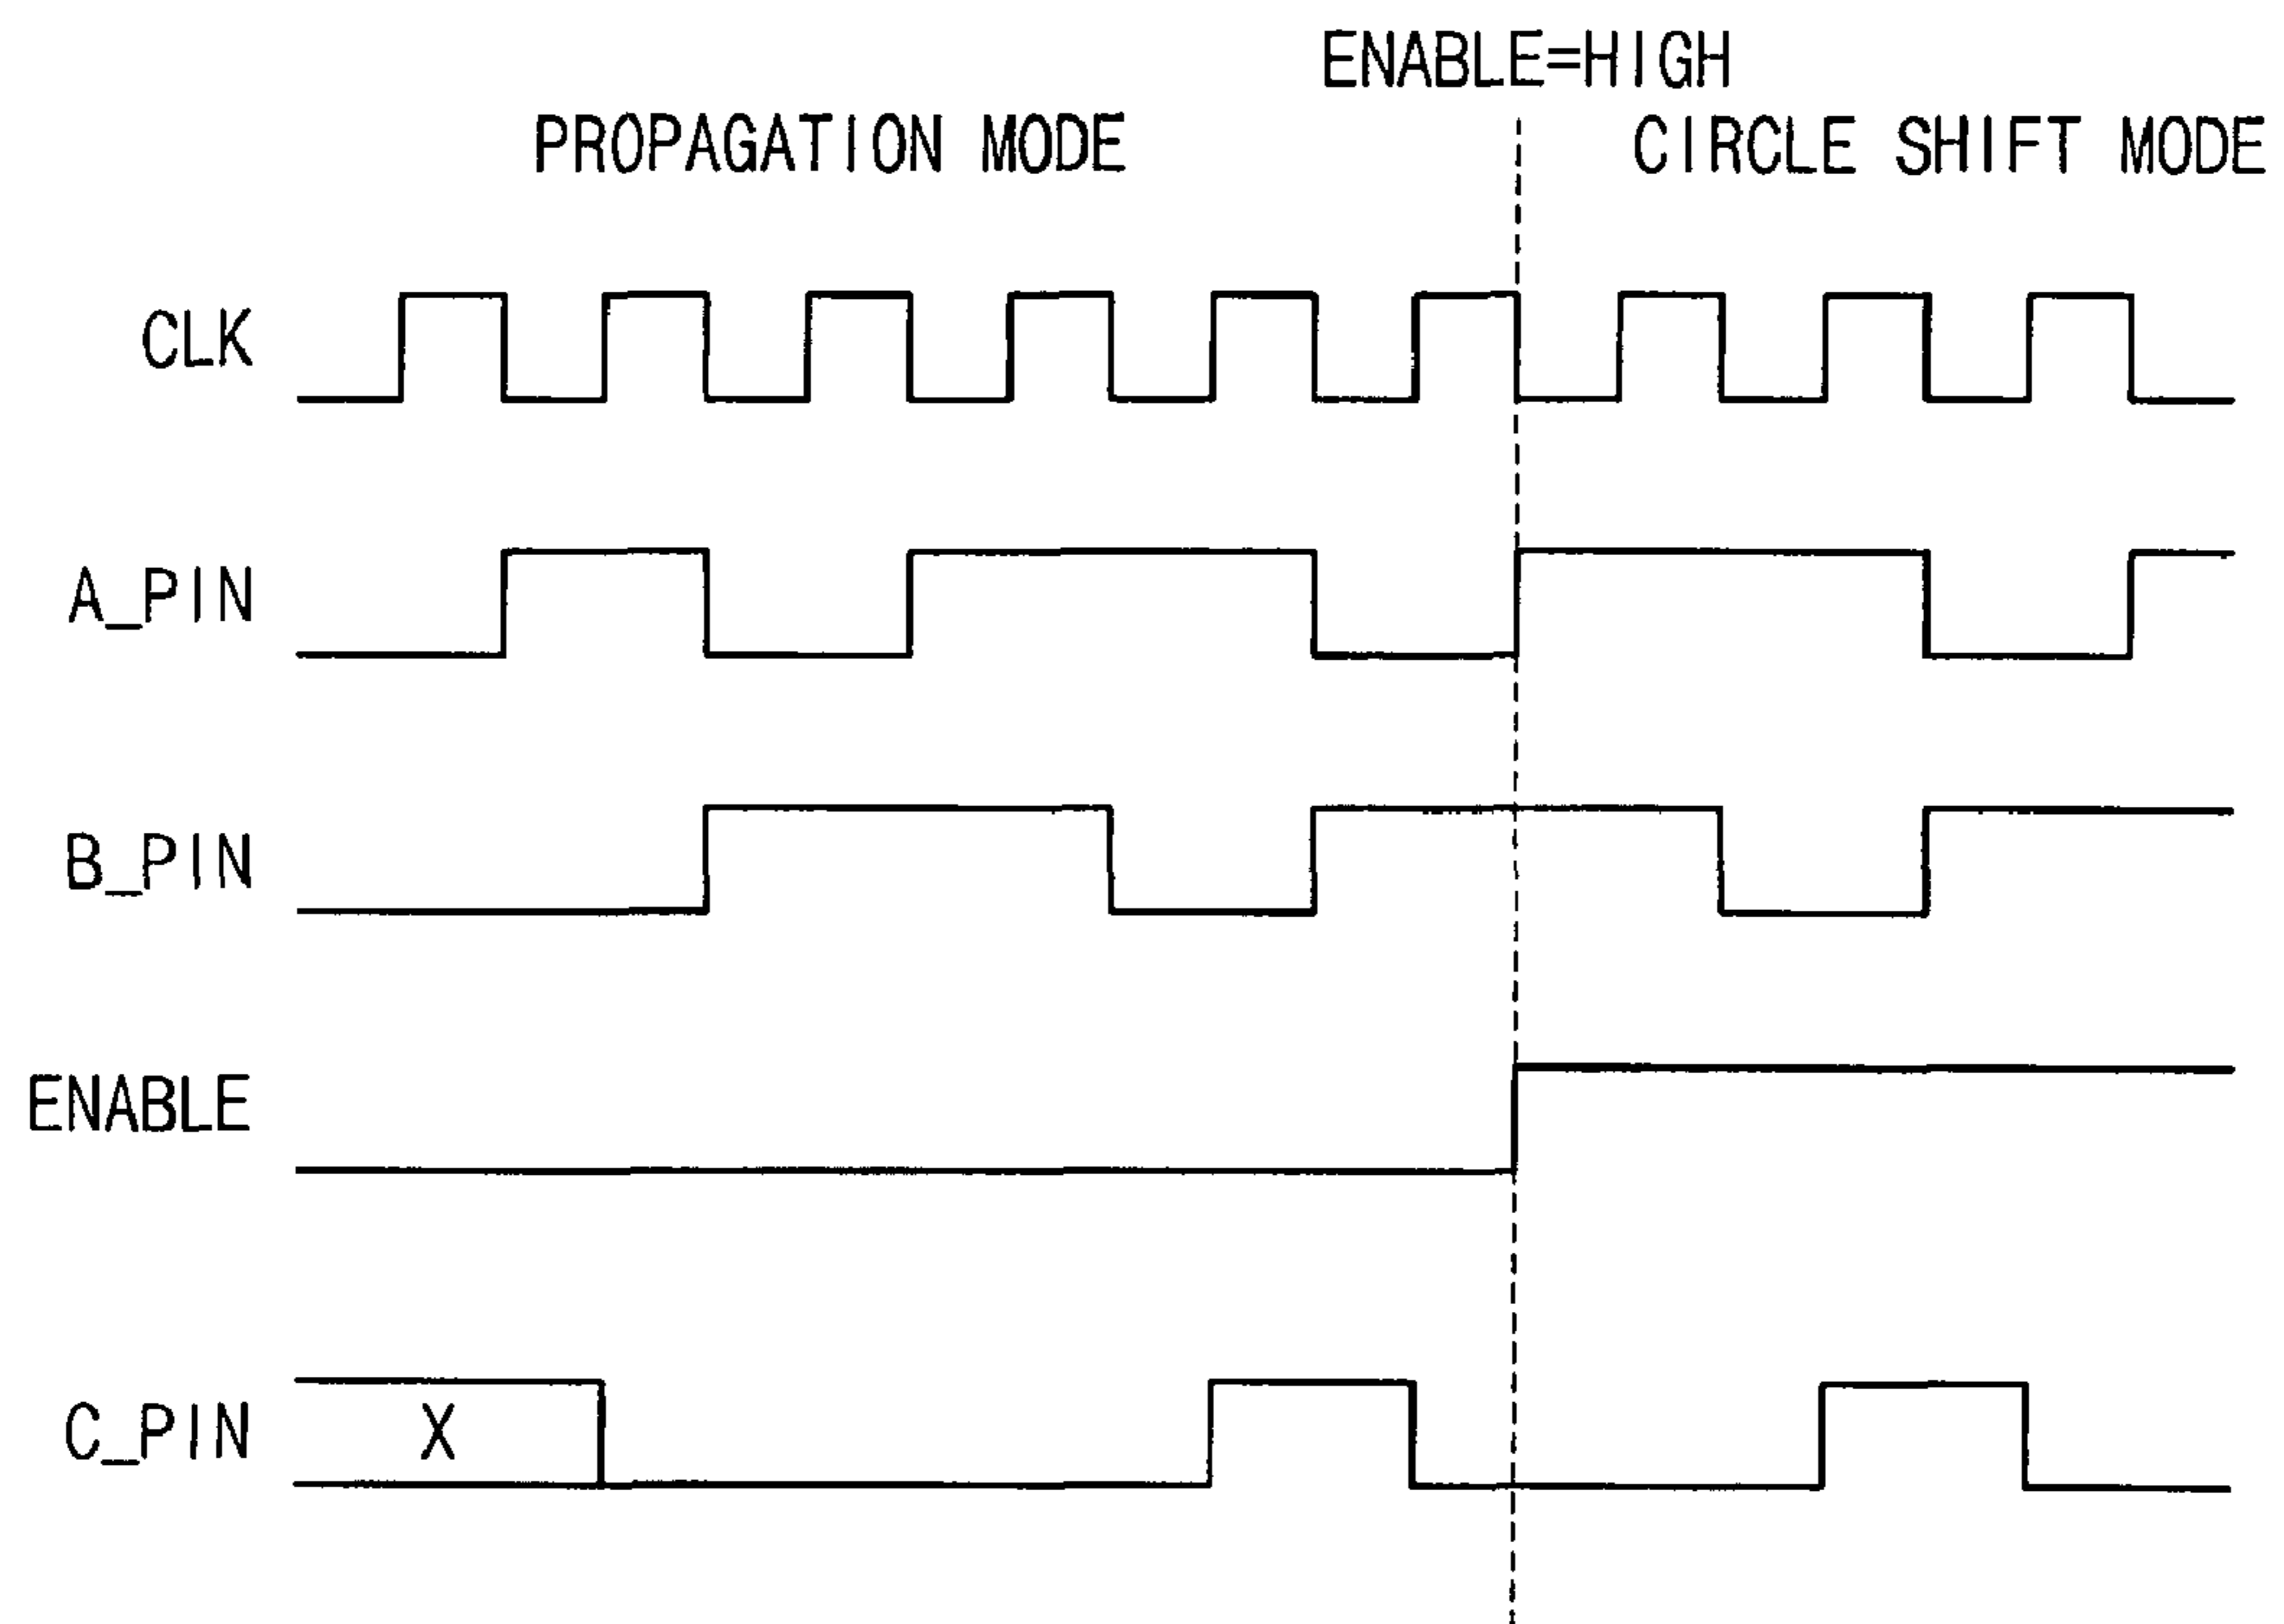 ENABLE=HIGH
PROPAGATION MODE
CIRCLE SHIFT MODE
CLK
A_PIN
B_PIN
ENABLE
C_PIN
X